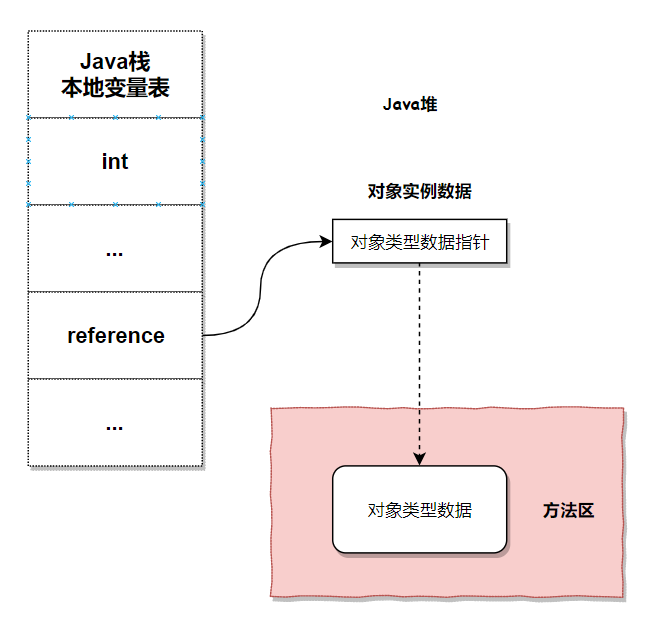 Java栈
本地变量表
int
...
reference
...
Java堆
对象实例数据
对象类型数据指针
对象类型数据
方法区